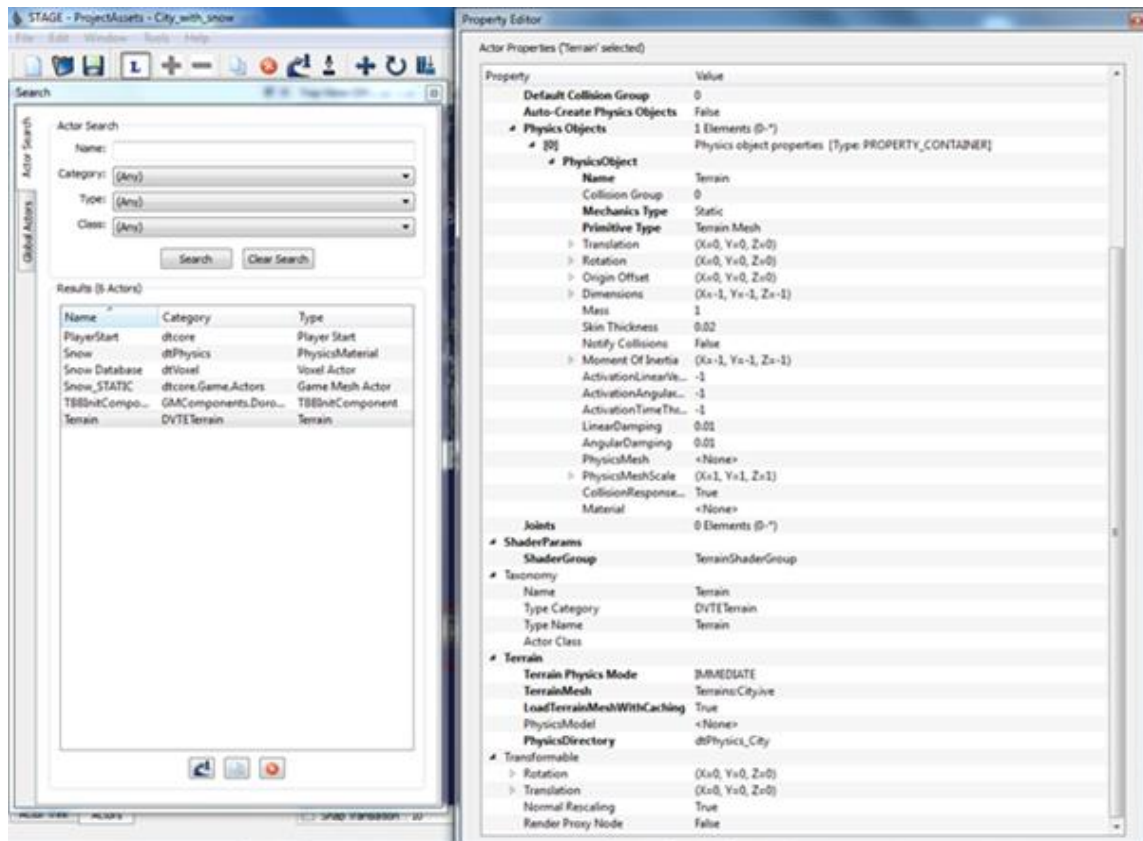 STAGE - ProjectAssets - City_with_snow
File Edit Window Tools Help
L
Search
Actor Search
Global Actors
Actor Search
Name:
Category: (Any)
Type: (Any)
Class: (Any)
Search Clear Search
Results (6 Actors)
Name Category Type
PlayerStart dtcore Player Start
Snow dtPhysics PhysicsMaterial
Snow Database dtVoxel Voxel Actor
Snow_STATIC dtcore.Game.Actors Game Mesh Actor
TBBInitCompo... GMComponents.Doro... TBBInitComponent
Terrain DVTETerrain Terrain
Actor Tree Actors Snap Translation 10
Property Editor
Actor Properties ('Terrain' selected)
Property Value
Default Collision Group 0
Auto-Create Physics Objects False
Physics Objects 1 Elements (0-*)
[0] Physics object properties [Type: PROPERTY_CONTAINER]
PhysicsObject
Name Terrain
Collision Group 0
Mechanics Type Static
Primitive Type Terrain Mesh
Translation (X=0, Y=0, Z=0)
Rotation (X=0, Y=0, Z=0)
Origin Offset (X=0, Y=0, Z=0)
Dimensions (X=-1, Y=-1, Z=-1)
Mass 1
Skin Thickness 0.02
Notify Collisions False
Moment Of Inertia (X=-1, Y=-1, Z=-1)
ActivationLinearVe... -1
ActivationAngular... -1
ActivationTimeThr... -1
LinearDamping 0.01
AngularDamping 0.01
PhysicsMesh <None>
PhysicsMeshScale (X=1, Y=1, Z=1)
CollisionResponse... True
Material <None>
Joints 0 Elements (0-*)
ShaderParams
ShaderGroup TerrainShaderGroup
Taxonomy
Name Terrain
Type Category DVTETerrain
Type Name Terrain
Actor Class
Terrain
Terrain Physics Mode IMMEDIATE
TerrainMesh Terrains:City.ive
LoadTerrainMeshWithCaching True
PhysicsModel <None>
PhysicsDirectory dtPhysics_City
Transformable
Rotation (X=0, Y=0, Z=0)
Translation (X=0, Y=0, Z=0)
Normal Rescaling True
Render Proxy Node False